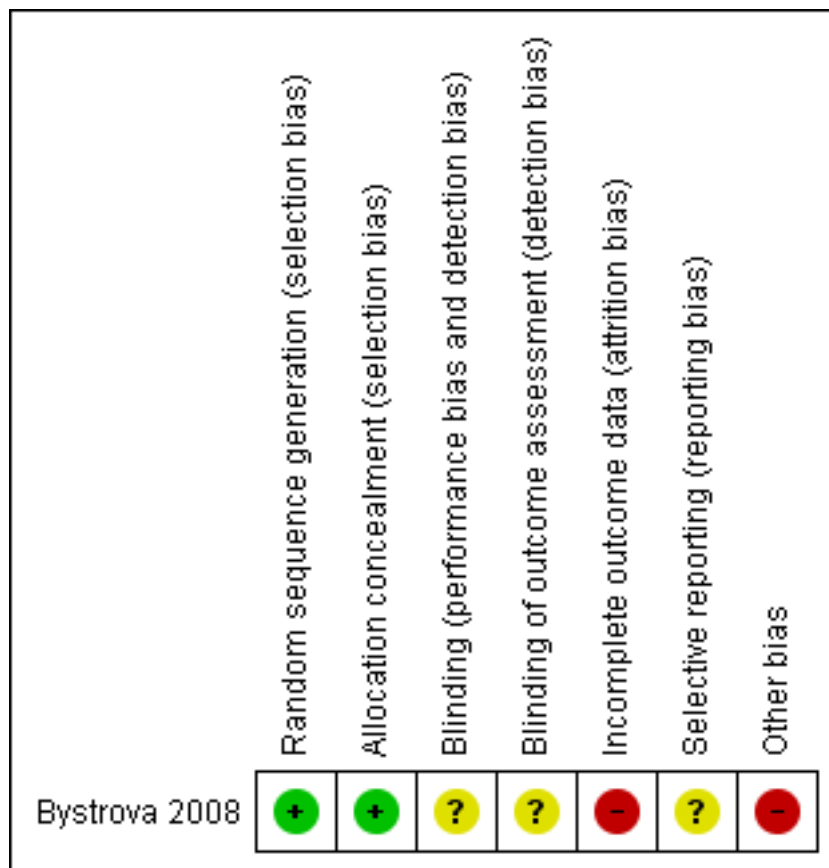 Random sequence generation (selection bias)
Allocation concealment (selection bias)
Blinding (performance bias and detection bias)
Blinding of outcome assessment (detection bias)
Incomplete outcome data (attrition bias)
Selective reporting (reporting bias)
Other bias
Bystrova 2008 + + ? ? - ? -